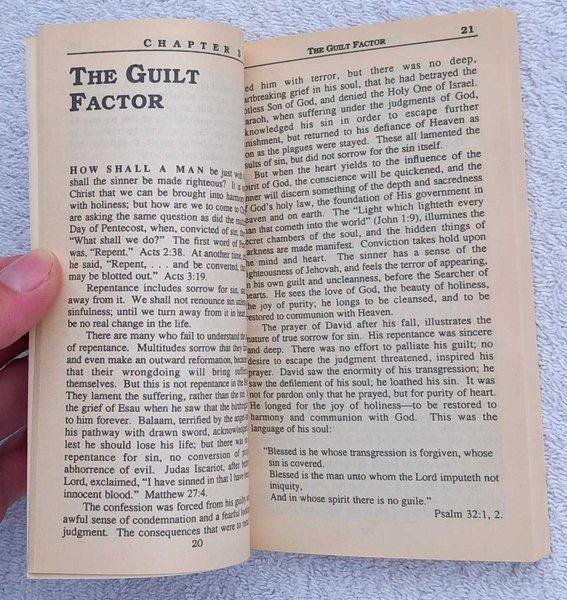 CHAPTER 3
THE GUILT
FACTOR
HOW SHALL A MAN be just with
shall the sinner be made righteous? It is
Christ that we can be brought into harmo
with holiness; but how are we to come to C
are asking the same question as did the mu
Day of Pentecost, when, convicted of sin, the
"What shall we do?" The first word of Pe
was, "Repent." Acts 2:38. At another time,
he said, "Repent, . . . and be converted, th
may be blotted out." Acts 3:19.
Repentance includes sorrow for sin, an
away from it. We shall not renounce sin unle
sinfulness; until we turn away from it in hea
be no real change in the life.
There are many who fail to understand
of repentance. Multitudes sorrow that they
and even make an outward reformation, because
that their wrongdoing will bring suff
themselves. But this is not repentance in the B
They lament the suffering, rather than the sin.
the grief of Esau when he saw that the birthrig
to him forever. Balaam, terrified by the angel
his pathway with drawn sword, acknowledg
lest he should lose his life; but there was
repentance for sin, no conversion of p
abhorrence of evil. Judas Iscariot, after be
Lord, exclaimed, "I have sinned in that I have
innocent blood." Matthew 27:4.
The confession was forced from his guilty
awful sense of condemnation and a fearful
judgment. The consequences that were to re
20
THE GUILT FACTOR
21
ed him with terror, but there was no deep,
artbreaking grief in his soul, that he had betrayed the
otless Son of God, and denied the Holy One of Israel.
araoh, when suffering under the judgments of God,
knowledged his sin in order to escape further
nishment, but returned to his defiance of Heaven as
on as the plagues were stayed. These all lamented the
sults of sin, but did not sorrow for the sin itself.
But when the heart yields to the influence of the
pirit of God, the conscience will be quickened, and the
nner will discern something of the depth and sacredness
f God's holy law, the foundation of His government in
eaven and on earth. The "Light which lighteth every
an that cometh into the world" (John 1:9), illumines the
ecret chambers of the soul, and the hidden things of
arkness are made manifest. Conviction takes hold upon
he mind and heart. The sinner has a sense of the
ighteousness of Jehovah, and feels the terror of appearing,
in his own guilt and uncleanness, before the Searcher of
hearts. He sees the love of God, the beauty of holiness,
the joy of purity; he longs to be cleansed, and to be
restored to communion with Heaven.
The prayer of David after his fall, illustrates the
nature of true sorrow for sin. His repentance was sincere
and deep. There was no effort to palliate his guilt; no
desire to escape the judgment threatened, inspired his
prayer. David saw the enormity of his transgression; he
saw the defilement of his soul; he loathed his sin. It was
not for pardon only that he prayed, but for purity of heart.
He longed for the joy of holiness—to be restored to
harmony and communion with God. This was the
language of his soul:
"Blessed is he whose transgression is forgiven, whose
sin is covered.
Blessed is the man unto whom the Lord imputeth not
iniquity,
And in whose spirit there is no guile."
Psalm 32:1, 2.